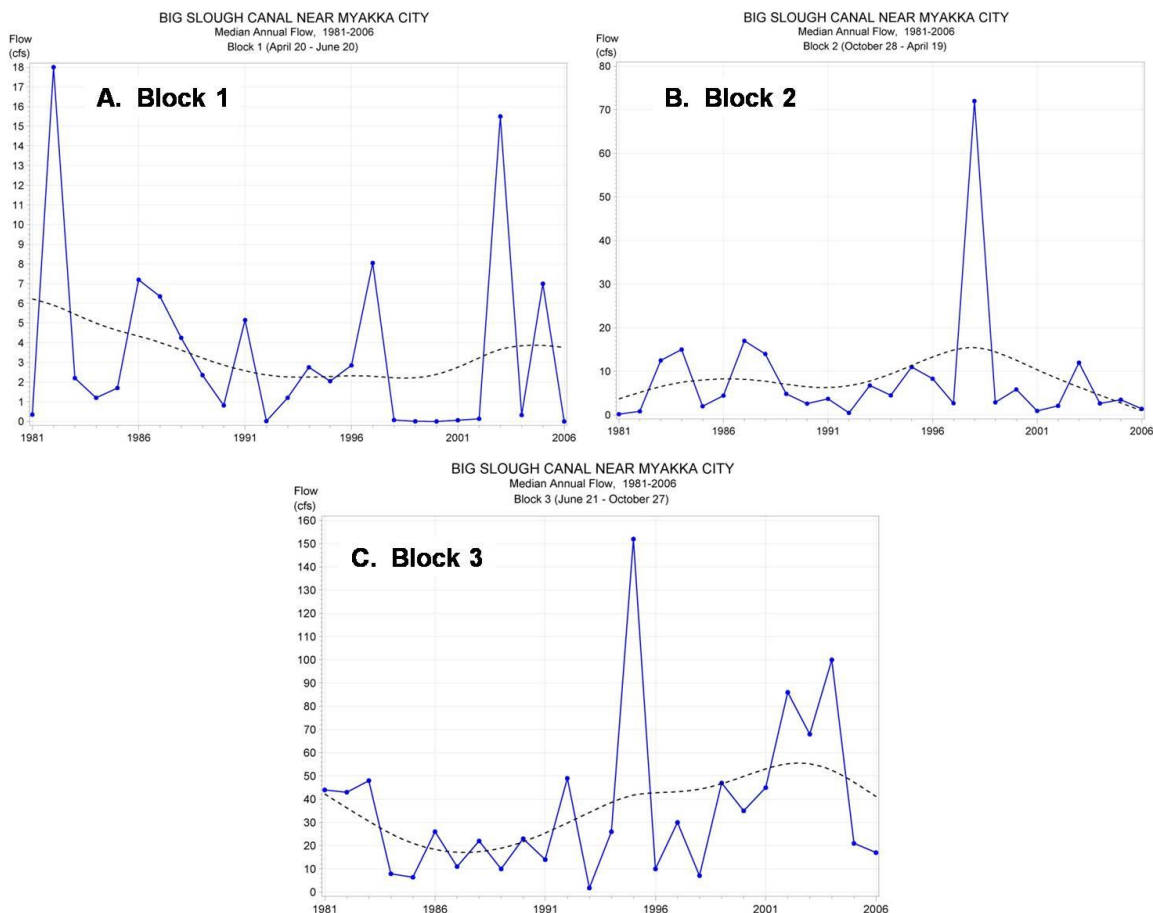 BIG SLOUGH CANAL NEAR MYAKKA CITY
Median Annual Flow, 1981-2006
Block 1 (April 20 - June 20)
Flow
(cfs)
A. Block 1
18
17
16
15
14
13
12
11
10
9
8
7
6
5
4
3
2
1
0
1981 1986 1991 1996 2001 2006
BIG SLOUGH CANAL NEAR MYAKKA CITY
Median Annual Flow, 1981-2006
Block 2 (October 28 - April 19)
Flow
(cfs)
B. Block 2
80
70
60
50
40
30
20
10
0
1981 1986 1991 1996 2001 2006
BIG SLOUGH CANAL NEAR MYAKKA CITY
Median Annual Flow, 1981-2006
Block 3 (June 21 - October 27)
Flow
(cfs)
C. Block 3
160
150
140
130
120
110
100
90
80
70
60
50
40
30
20
10
0
1981 1986 1991 1996 2001 2006